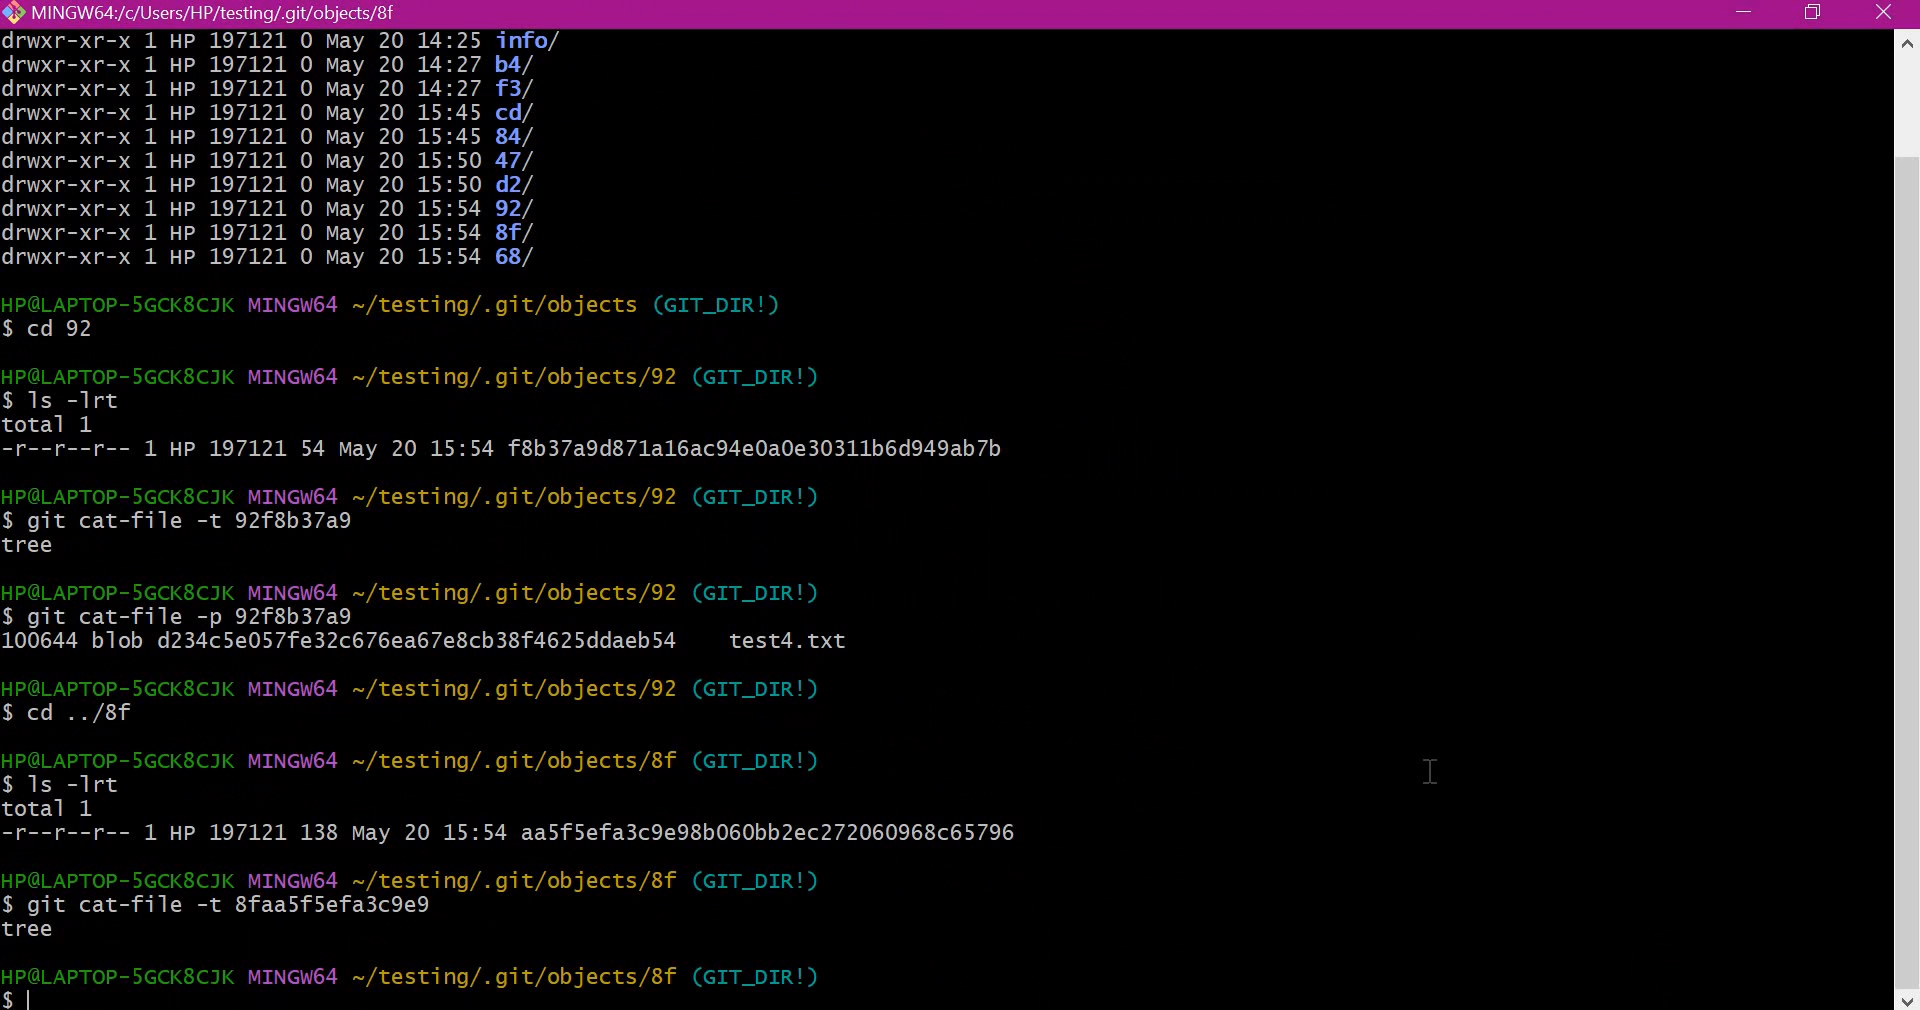 MINGW64:/c/Users/HP/testing/.git/objects/8f
drwxr-xr-x 1 HP 197121 0 May 20 14:25 info/
drwxr-xr-x 1 HP 197121 0 May 20 14:27 b4/
drwxr-xr-x 1 HP 197121 0 May 20 14:27 f3/
drwxr-xr-x 1 HP 197121 0 May 20 15:45 cd/
drwxr-xr-x 1 HP 197121 0 May 20 15:45 84/
drwxr-xr-x 1 HP 197121 0 May 20 15:50 47/
drwxr-xr-x 1 HP 197121 0 May 20 15:50 d2/
drwxr-xr-x 1 HP 197121 0 May 20 15:54 92/
drwxr-xr-x 1 HP 197121 0 May 20 15:54 8f/
drwxr-xr-x 1 HP 197121 0 May 20 15:54 68/
HP@LAPTOP-5GCK8CJK MINGW64 ~/testing/.git/objects (GIT_DIR!)
$ cd 92
HP@LAPTOP-5GCK8CJK MINGW64 ~/testing/.git/objects/92 (GIT_DIR!)
$ ls -lrt
total 1
-r--r--r-- 1 HP 197121 54 May 20 15:54 f8b37a9d871a16ac94e0a0e30311b6d949ab7b
HP@LAPTOP-5GCK8CJK MINGW64 ~/testing/.git/objects/92 (GIT_DIR!)
$ git cat-file -t 92f8b37a9
tree
HP@LAPTOP-5GCK8CJK MINGW64 ~/testing/.git/objects/92 (GIT_DIR!)
$ git cat-file -p 92f8b37a9
100644 blob d234c5e057fe32c676ea67e8cb38f4625ddaeb54    test4.txt
HP@LAPTOP-5GCK8CJK MINGW64 ~/testing/.git/objects/92 (GIT_DIR!)
$ cd ../8f
HP@LAPTOP-5GCK8CJK MINGW64 ~/testing/.git/objects/8f (GIT_DIR!)
$ ls -lrt
total 1
-r--r--r-- 1 HP 197121 138 May 20 15:54 aa5f5efa3c9e98b060bb2ec272060968c65796
HP@LAPTOP-5GCK8CJK MINGW64 ~/testing/.git/objects/8f (GIT_DIR!)
$ git cat-file -t 8faa5f5efa3c9e9
tree
HP@LAPTOP-5GCK8CJK MINGW64 ~/testing/.git/objects/8f (GIT_DIR!)
$